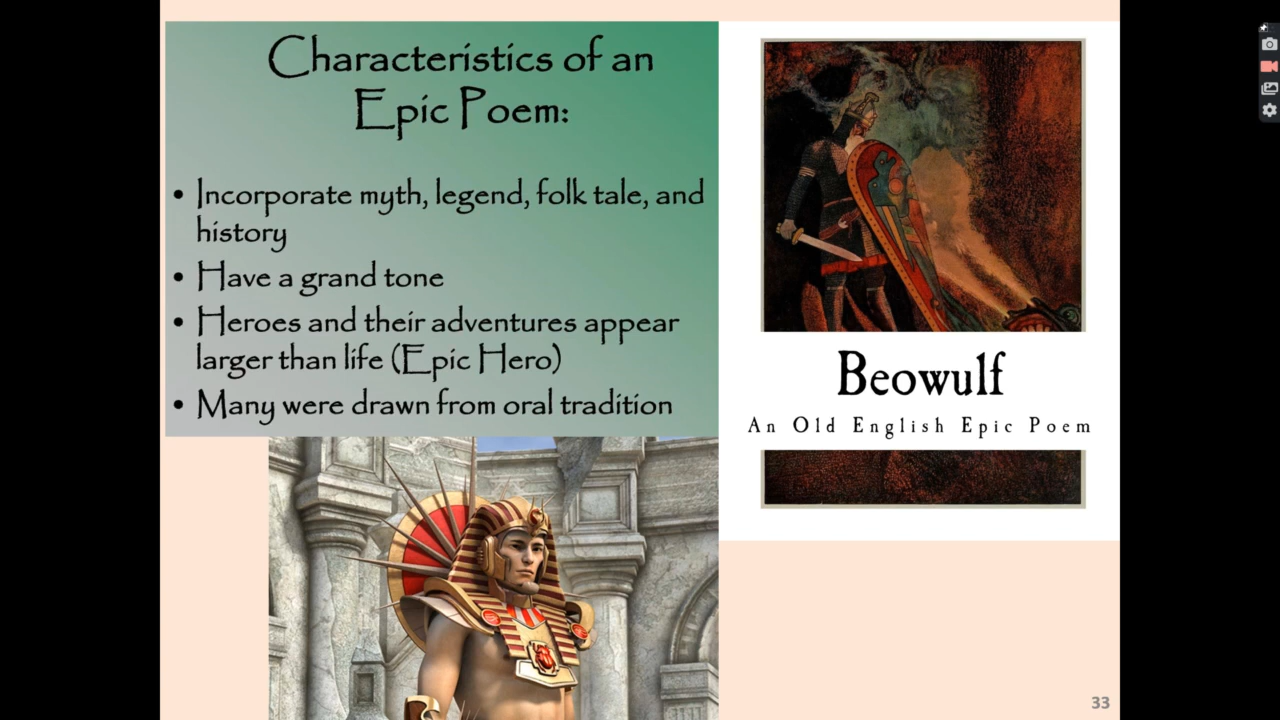 Characteristics of an
Epic Poem:
• Incorporate myth, legend, folk tale, and
history
• Have a grand tone
• Heroes and their adventures appear
larger than life (Epic Hero)
• Many were drawn from oral tradition
Beowulf
An Old English Epic Poem
33